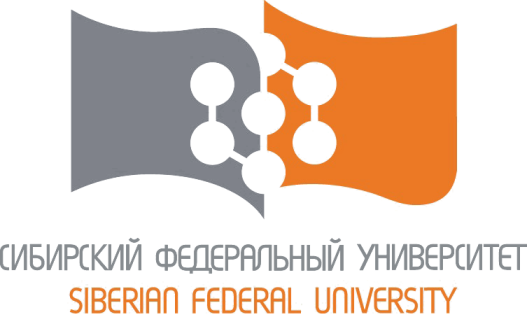 СИБИРСКИЙ ФЕДЕРАЛЬНЫЙ УНИВЕРСИТЕТ
SIBERIAN FEDERAL UNIVERSITY